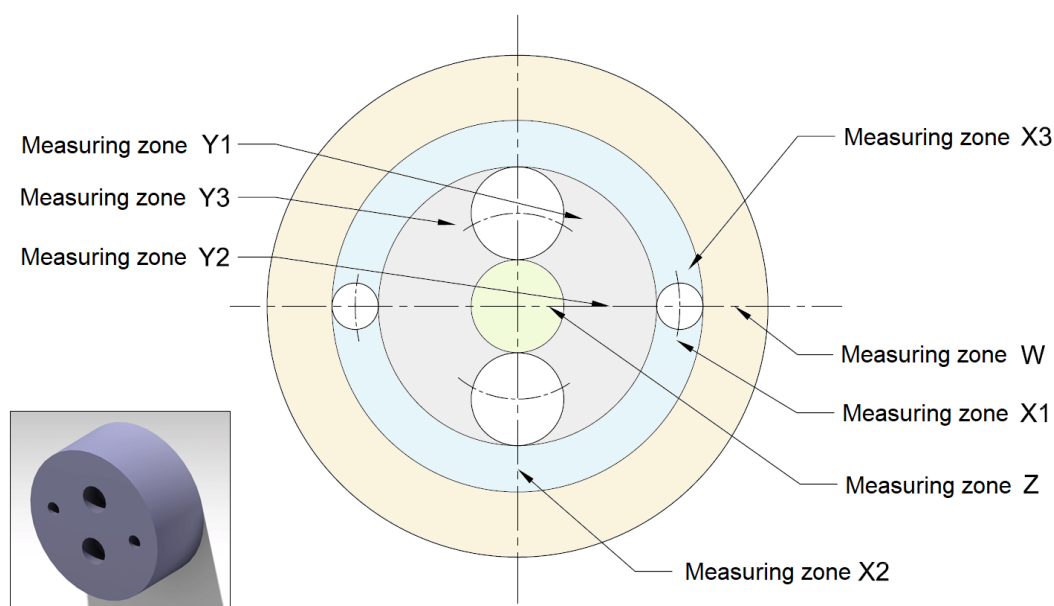 Measuring zone Y1
Measuring zone Y3
Measuring zone Y2
Measuring zone X3
Measuring zone W
Measuring zone X1
Measuring zone Z
Measuring zone X2